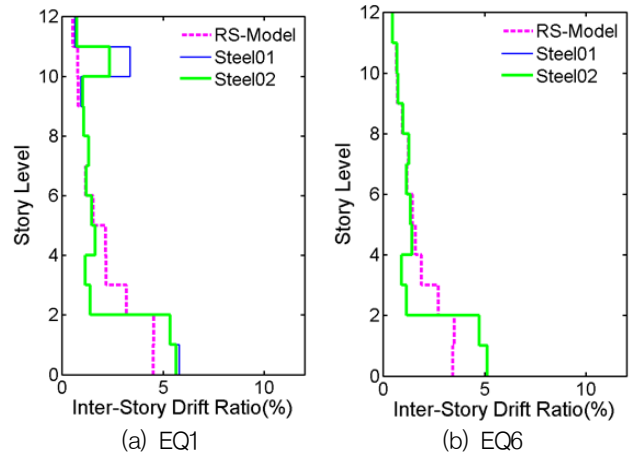 12
10
8
6
4
2
0
Story Level
RS-Model
Steel01
Steel02
0 5 10
Inter-Story Drift Ratio(%)
(a) EQ1
12
10
8
6
4
2
0
Story Level
RS-Model
Steel01
Steel02
0 5 10
Inter-Story Drift Ratio(%)
(b) EQ6